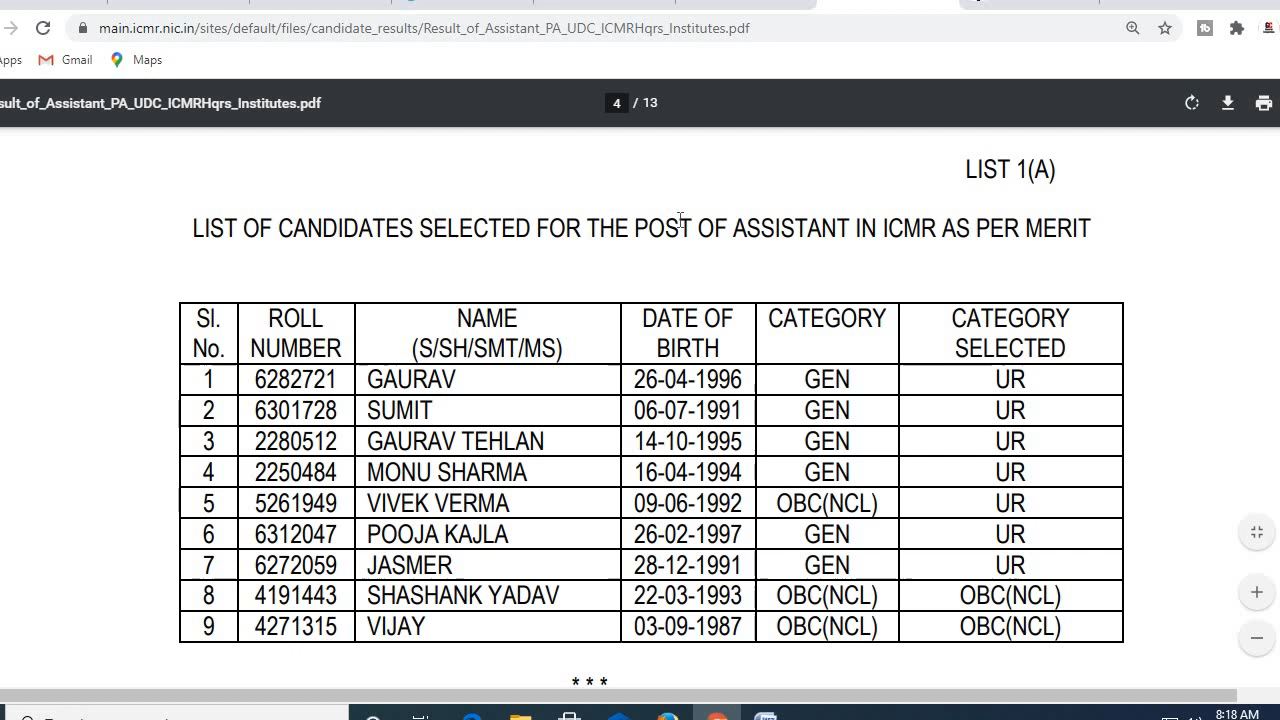 main.icmr.nic.in/sites/default/files/candidate_results/Result_of_Assistant_PA_UDC_ICMRHqrs_Institutes.pdf
pps Gmail Maps
sult_of_Assistant_PA_UDC_ICMRHqrs_Institutes.pdf 4 / 13
LIST 1(A)
LIST OF CANDIDATES SELECTED FOR THE POST OF ASSISTANT IN ICMR AS PER MERIT
Sl. No. ROLL NUMBER NAME (S/SH/SMT/MS) DATE OF BIRTH CATEGORY CATEGORY SELECTED
1 6282721 GAURAV 26-04-1996 GEN UR
2 6301728 SUMIT 06-07-1991 GEN UR
3 2280512 GAURAV TEHLAN 14-10-1995 GEN UR
4 2250484 MONU SHARMA 16-04-1994 GEN UR
5 5261949 VIVEK VERMA 09-06-1992 OBC(NCL) UR
6 6312047 POOJA KAJLA 26-02-1997 GEN UR
7 6272059 JASMER 28-12-1991 GEN UR
8 4191443 SHASHANK YADAV 22-03-1993 OBC(NCL) OBC(NCL)
9 4271315 VIJAY 03-09-1987 OBC(NCL) OBC(NCL)
* * *
8:18 AM